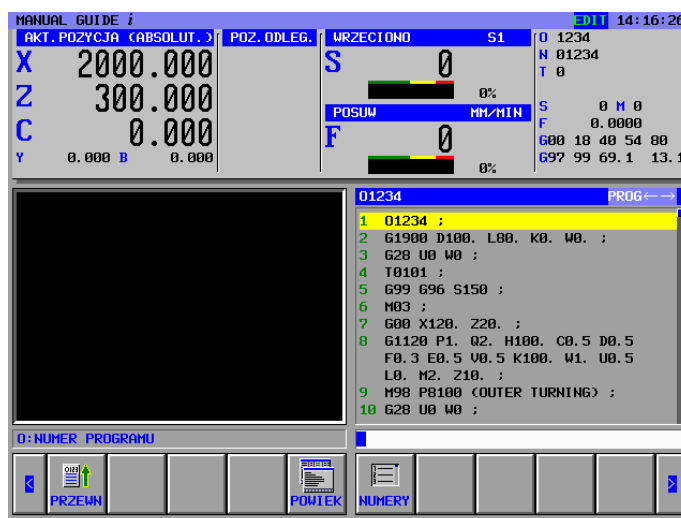 MANUAL GUIDE i EDIT 14:16:26
AKT.POZYCJA (ABSOLUT.)
X 2000.000
Z 300.000
C 0.000
Y 0.000 B 0.000
POZ.ODLEG.
WRZECIONO S1
S 0
0%
POSUW MM/MIN
F 0
0%
O 1234
N 01234
T 0
S 0 M 0
F 0.0000
G00 18 40 54 80
G97 99 69.1 13.1
O1234 PROG←→
1 O1234 ;
2 G1900 D100. L80. K0. W0. ;
3 G28 U0 W0 ;
4 T0101 ;
5 G99 G96 S150 ;
6 M03 ;
7 G00 X120. Z20. ;
8 G1120 P1. Q2. H100. C0.5 D0.5
F0.3 E0.5 V0.5 K100. W1. U0.5
L0. M2. Z10. ;
9 M98 P8100 (OUTER TURNING) ;
10 G28 U0 W0 ;
O:NUMER PROGRAMU
< PRZEWN POWIEK NUMERY >